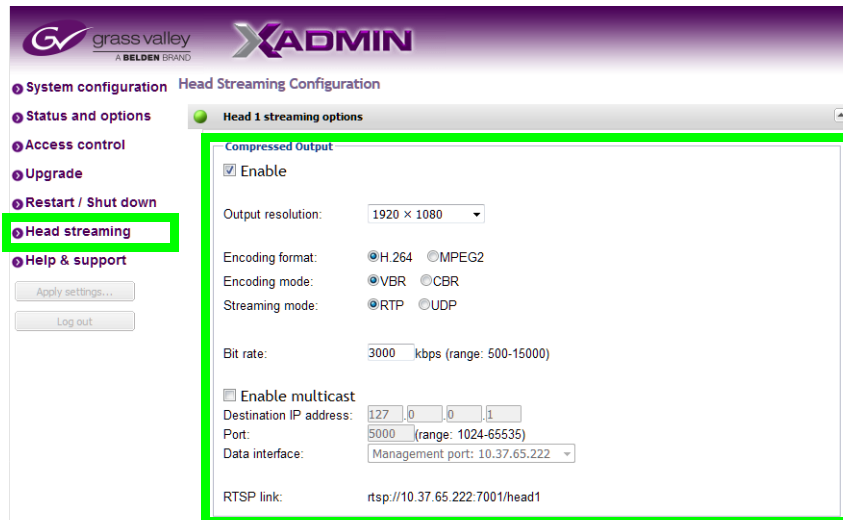 GV grass valley
A BELDEN BRAND
XADMIN
System configuration
Status and options
Access control
Upgrade
Restart / Shut down
Head streaming
Help & support
Apply settings...
Log out
Head Streaming Configuration
Head 1 streaming options
Compressed Output
Enable
Output resolution: 1920 × 1080
Encoding format: H.264 MPEG2
Encoding mode: VBR CBR
Streaming mode: RTP UDP
Bit rate: 3000 kbps (range: 500-15000)
Enable multicast
Destination IP address: 127 .0 .0 .1
Port: 5000 (range: 1024-65535)
Data interface: Management port: 10.37.65.222
RTSP link: rtsp://10.37.65.222:7001/head1